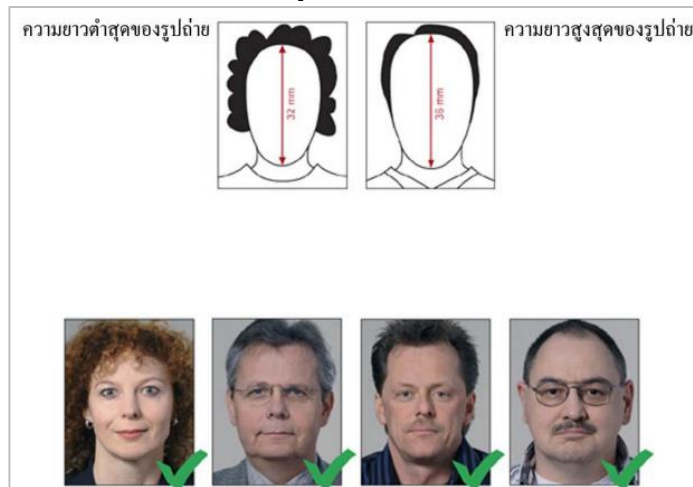 ความยาวต่ำสุดของรูปถ่าย
ความยาวสูงสุดของรูปถ่าย
32 mm
36 mm